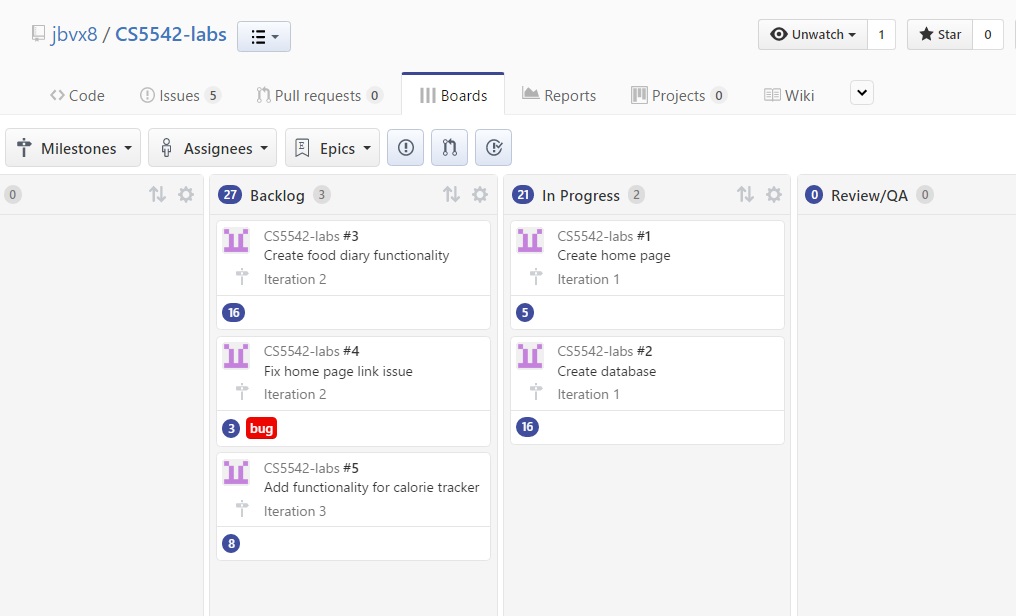 jbvx8 / CS5542-labs
Unwatch 1 Star 0
Code Issues 5 Pull requests 0 Boards Reports Projects 0 Wiki
Milestones Assignees Epics
0
27 Backlog 3
CS5542-labs #3
Create food diary functionality
Iteration 2
16
CS5542-labs #4
Fix home page link issue
Iteration 2
3 bug
CS5542-labs #5
Add functionality for calorie tracker
Iteration 3
8
21 In Progress 2
CS5542-labs #1
Create home page
Iteration 1
5
CS5542-labs #2
Create database
Iteration 1
16
0 Review/QA 0